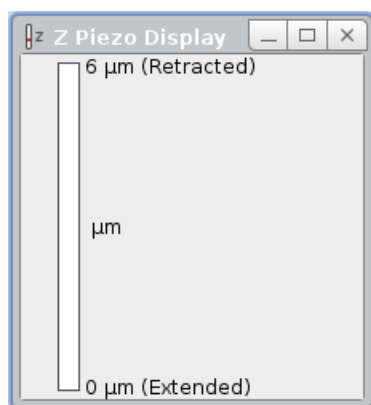 z Z Piezo Display
6 µm (Retracted)
µm
0 µm (Extended)